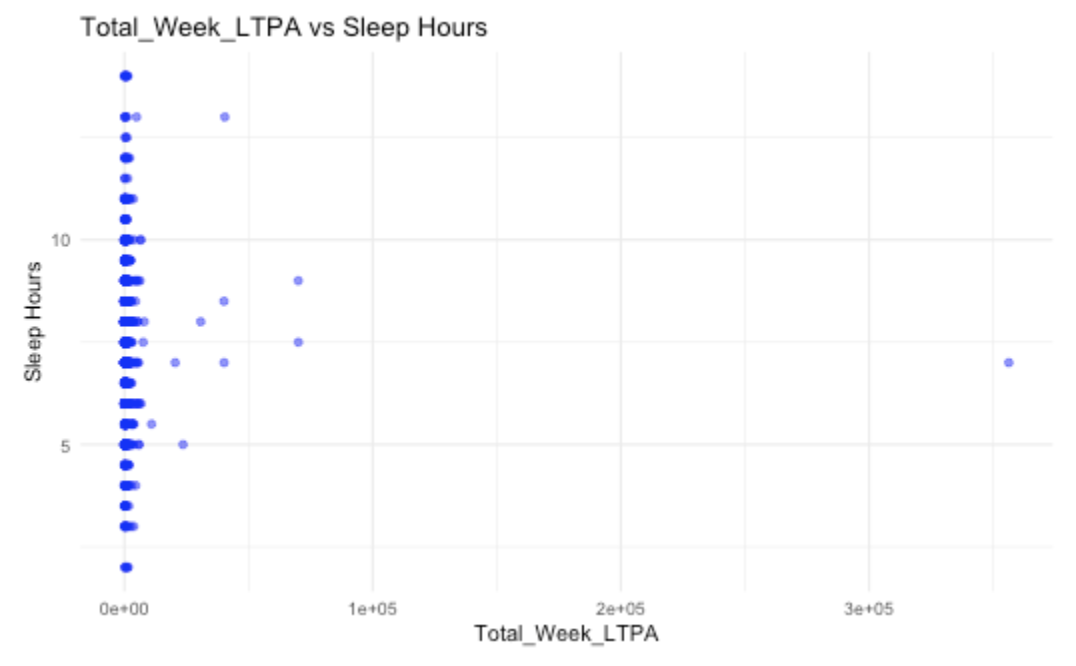 Total_Week_LTPA vs Sleep Hours
Sleep Hours
10
5
0e+00 1e+05 2e+05 3e+05
Total_Week_LTPA